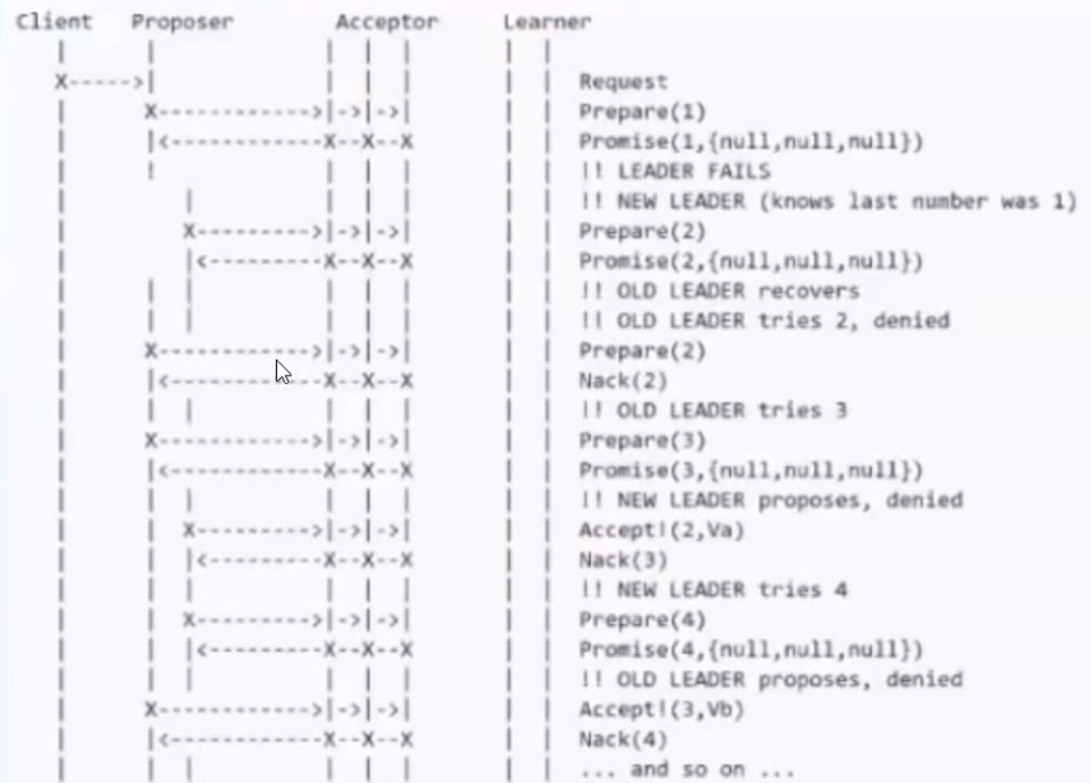 Client Proposer Acceptor Learner
| | | | | | |
X----->| | | | | | Request
| X------------>|->|->| | | Prepare(1)
| |<------------X--X--X | | Promise(1,{null,null,null})
| ! | | | | | !! LEADER FAILS
| | | | | | | !! NEW LEADER (knows last number was 1)
| X--------->|->|->| | | Prepare(2)
| |<---------X--X--X | | Promise(2,{null,null,null})
| | | | | | | | !! OLD LEADER recovers
| | | | | | | | !! OLD LEADER tries 2, denied
| X------------>|->|->| | | Prepare(2)
| |<------------X--X--X | | Nack(2)
| | | | | | | | !! OLD LEADER tries 3
| X------------>|->|->| | | Prepare(3)
| |<------------X--X--X | | Promise(3,{null,null,null})
| | | | | | | | !! NEW LEADER proposes, denied
| | X--------->|->|->| | | Accept!(2,Va)
| | |<---------X--X--X | | Nack(3)
| | | | | | | | !! NEW LEADER tries 4
| | X--------->|->|->| | | Prepare(4)
| | |<---------X--X--X | | Promise(4,{null,null,null})
| | | | | | | | !! OLD LEADER proposes, denied
| X------------>|->|->| | | Accept!(3,Vb)
| |<------------X--X--X | | Nack(4)
| | | | | | | | ... and so on ...